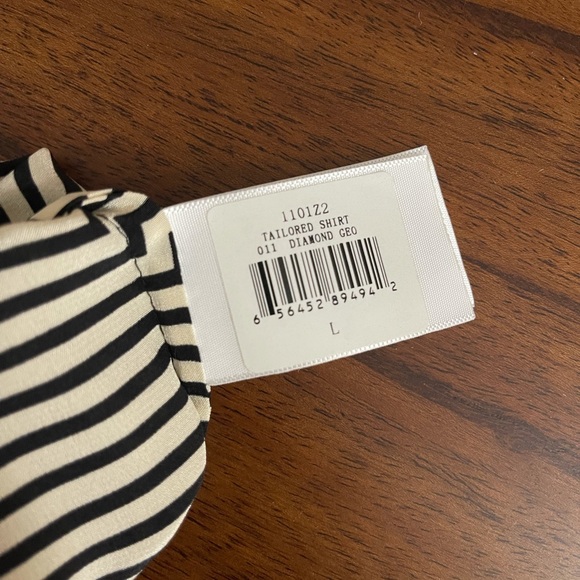 1101Z2
TAILORED SHIRT
011 DIAMOND GEO
6 56452 89494 2
L